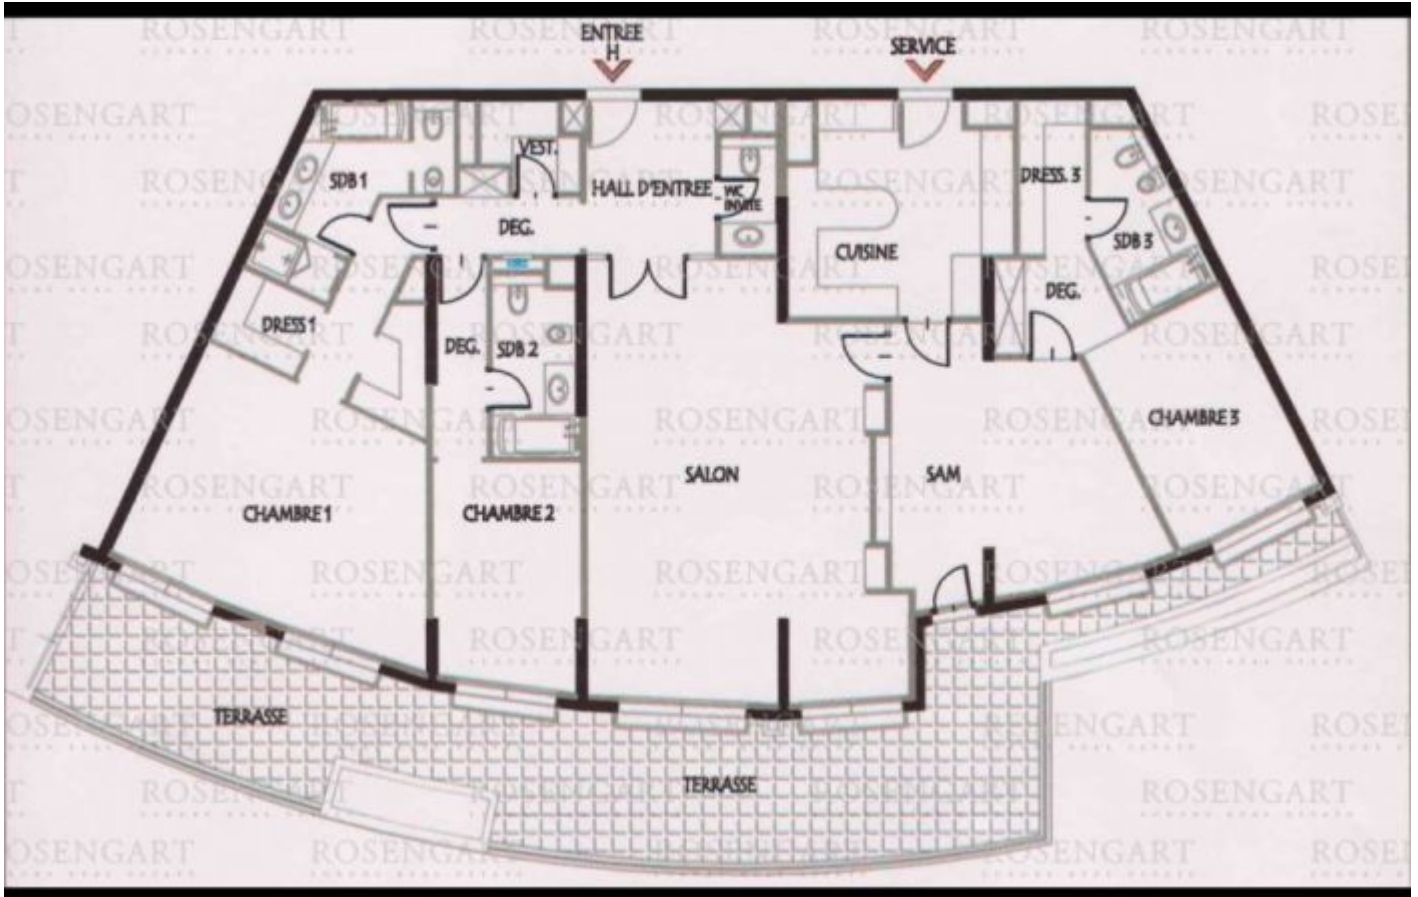 ENTREE
H
SERVICE
VEST.
SDB 1
HALL D'ENTREE
WC
INVITE
DRESS. 3
DEG.
CUISINE
SDB 3
DEG.
DRESS 1
DEG.
SDB 2
CHAMBRE 3
SALON
SAM
CHAMBRE 1
CHAMBRE 2
TERRASSE
TERRASSE
ROSENGART